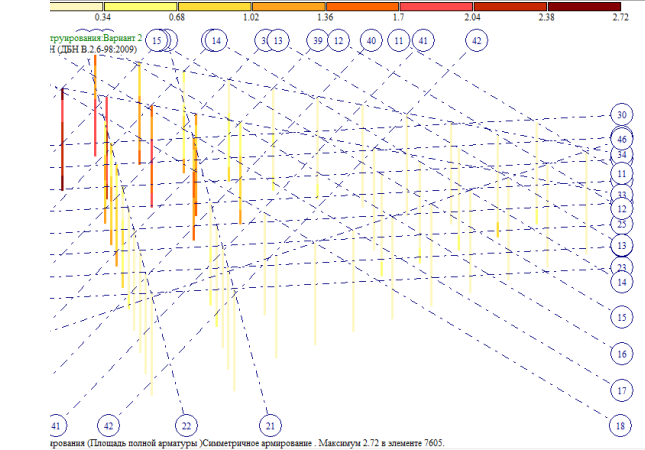 0.34 0.68 1.02 1.36 1.7 2.04 2.38 2.72
труирования:Вариант 2
Н (ДБН В.2.6-98:2009)
15 14 3 13 39 12 40 11 41 42
30
46
34
11
33
12
25
13
23
14
15
16
17
18
41 42 22 21
ирования (Площадь полной арматуры )Симметричное армирование . Максимум 2.72 в элементе 7605.